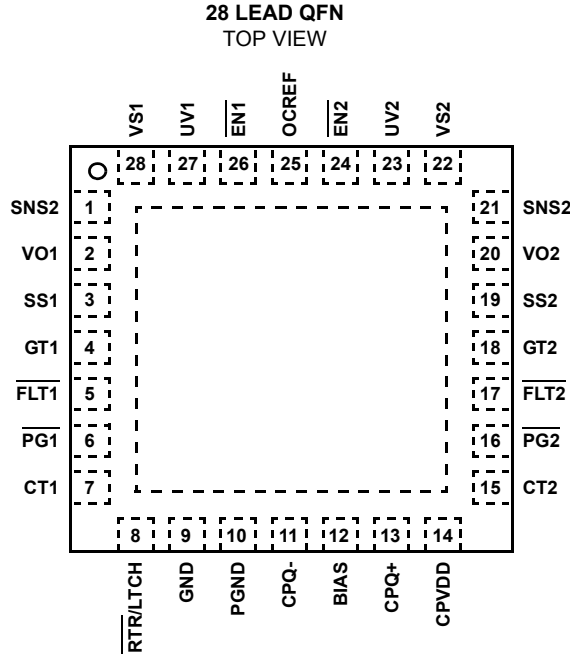 28 LEAD QFN
TOP VIEW
VS1
UV1
EN1
OCREF
EN2
UV2
VS2
28 27 26 25 24 23 22
SNS2 1 21 SNS2
VO1 2 20 VO2
SS1 3 19 SS2
GT1 4 18 GT2
FLT1 5 17 FLT2
PG1 6 16 PG2
CT1 7 15 CT2
8 9 10 11 12 13 14
RTR/LTCH
GND
PGND
CPQ-
BIAS
CPQ+
CPVDD